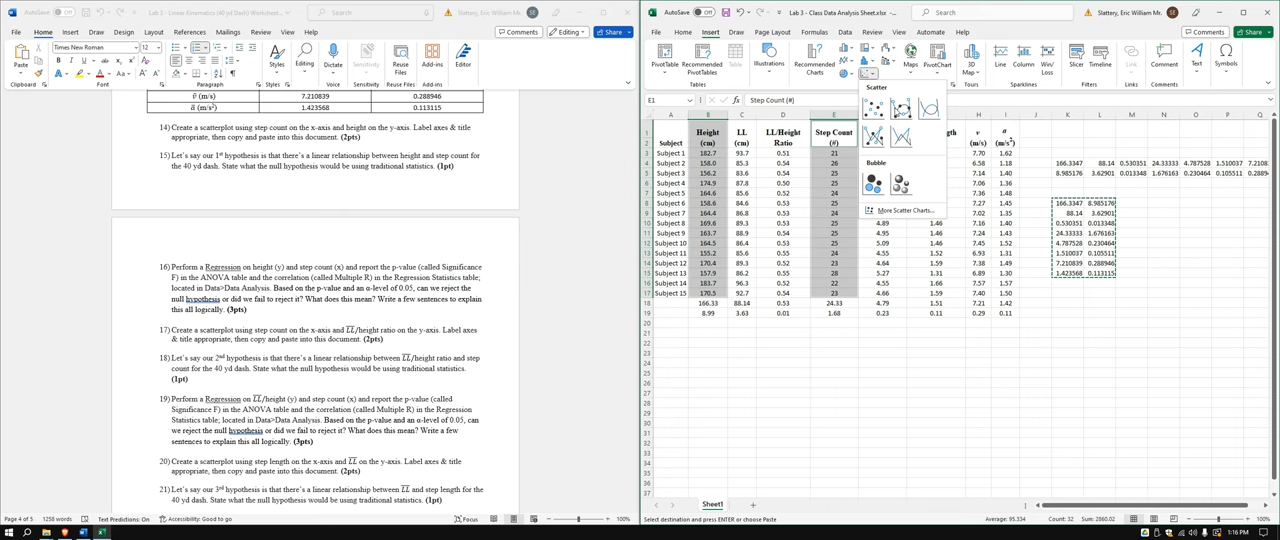 AutoSave Off Lab 3 - Linear Kinematics (40 yd Dash) Worksheet... Search Slattery, Eric William Mr. SE
File Home Insert Draw Design Layout References Mailings Review View Comments Editing Share
Times New Roman 12
Paste Styles Editing Dictate Reuse Files Add-ins Editor
Clipboard Font Paragraph Voice Reuse Files Add-ins
v̅ (m/s) 7.210839 0.288946
a̅ (m/s²) 1.423568 0.113115
14) Create a scatterplot using step count on the x-axis and height on the y-axis. Label axes & title
appropriate, then copy and paste into this document. (2pts)
15) Let's say our 1st hypothesis is that there's a linear relationship between height and step count for
the 40 yd dash. State what the null hypothesis would be using traditional statistics. (1pt)
16) Perform a Regression on height (y) and step count (x) and report the p-value (called Significance
F) in the ANOVA table and the correlation (called Multiple R) in the Regression Statistics table;
located in Data>Data Analysis. Based on the p-value and an α-level of 0.05, can we reject the
null hypothesis or did we fail to reject it? What does this mean? Write a few sentences to explain
this all logically. (3pts)
17) Create a scatterplot using step count on the x-axis and L̅L̅/height ratio on the y-axis. Label axes
& title appropriate, then copy and paste into this document. (2pts)
18) Let's say our 2nd hypothesis is that there's a linear relationship between L̅L̅/height ratio and step
count for the 40 yd dash. State what the null hypothesis would be using traditional statistics.
(1pt)
19) Perform a Regression on L̅L̅/height (y) and step count (x) and report the p-value (called
Significance F) in the ANOVA table and the correlation (called Multiple R) in the Regression
Statistics table; located in Data>Data Analysis. Based on the p-value and an α-level of 0.05, can
we reject the null hypothesis or did we fail to reject it? What does this mean? Write a few
sentences to explain this all logically. (3pts)
20) Create a scatterplot using step length on the x-axis and L̅L̅ on the y-axis. Label axes & title
appropriate, then copy and paste into this document. (2pts)
21) Let's say our 3rd hypothesis is that there's a linear relationship between L̅L̅ and step length for the
40 yd dash. State what the null hypothesis would be using traditional statistics. (1pt)
Page 4 of 5 1258 words Text Predictions: On Accessibility: Good to go Focus 100%
AutoSave Off Lab 3 - Class Data Analysis Sheet.xlsx Search Slattery, Eric William Mr. SE
File Home Insert Draw Page Layout Formulas Data Review View Automate Comments Share
PivotTable Recommended PivotTables Table Illustrations Recommended Charts Maps PivotChart 3D Map Line Column Win/Loss Slicer Timeline Link Comment Text Symbols
Tables Tours Sparklines Filters Links Comments
Scatter
Bubble
More Scatter Charts...
E1 Step Count (#)
A B C D E H I J K L M N O P Q
Subject Height (cm) LL (cm) LL/Height Ratio Step Count (#) v (m/s) a (m/s²)
Subject 1 182.7 93.7 0.51 21 7.70 1.62
Subject 2 158.0 85.3 0.54 26 6.58 1.18 166.3347 88.14 0.530351 24.33333 4.787528 1.510037 7.210839
Subject 3 156.2 83.6 0.54 25 7.14 1.40 8.985176 3.62901 0.013348 1.676163 0.230464 0.105511 0.288946
Subject 4 174.9 87.8 0.50 25 7.06 1.36
Subject 5 164.6 85.3 0.52 24 7.36 1.48
Subject 6 158.6 84.6 0.53 25 7.27 1.45 166.3347 8.985176
Subject 7 164.4 88.8 0.54 24 7.02 1.35 88.14 3.62901
Subject 8 169.6 89.3 0.53 25 4.89 1.46 7.16 1.40 0.530351 0.013348
Subject 9 163.7 88.9 0.54 25 4.95 1.46 7.24 1.43 24.33333 1.676163
Subject 10 164.5 86.4 0.53 25 5.09 1.46 7.45 1.52 4.787528 0.230464
Subject 11 155.2 85.6 0.55 24 4.55 1.52 6.93 1.31 1.510037 0.105511
Subject 12 170.4 89.3 0.52 23 4.64 1.59 7.38 1.49 7.210839 0.288946
Subject 13 157.9 86.2 0.55 28 5.27 1.31 6.89 1.30 1.423568 0.113115
Subject 14 183.7 96.3 0.52 22 4.55 1.66 7.57 1.57
Subject 15 170.5 92.7 0.54 23 4.66 1.59 7.40 1.50
166.33 88.14 0.53 24.33 4.79 1.51 7.21 1.42
8.99 3.63 0.01 1.68 0.23 0.11 0.29 0.11
Sheet1
Select destination and press ENTER or choose Paste Average: 95.334 Count: 32 Sum: 2860.02 100%
1:16 PM